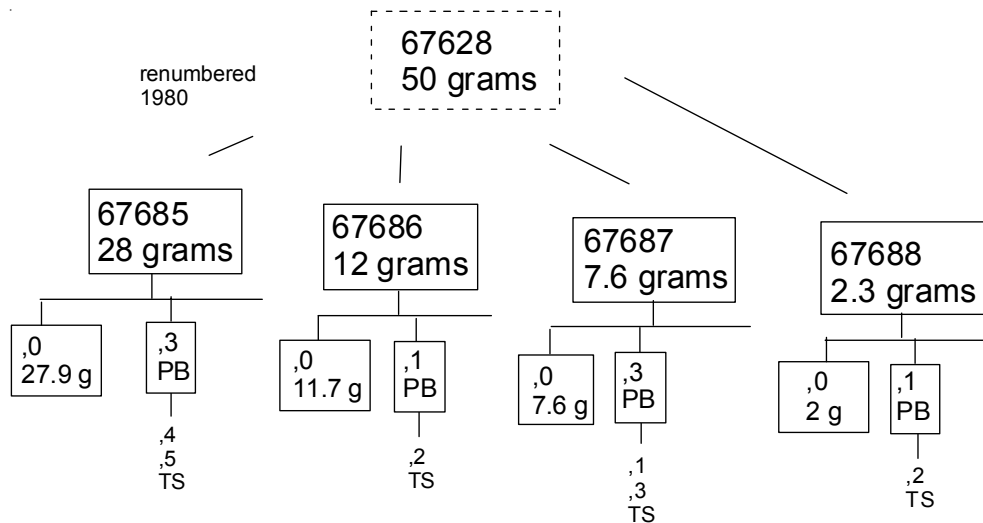 67628
50 grams
renumbered
1980
67685
28 grams
67686
12 grams
67687
7.6 grams
67688
2.3 grams
,0
27.9 g
,3
PB
,4
,5
TS
,0
11.7 g
,1
PB
,2
TS
,0
7.6 g
,3
PB
,1
,3
TS
,0
2 g
,1
PB
,2
TS